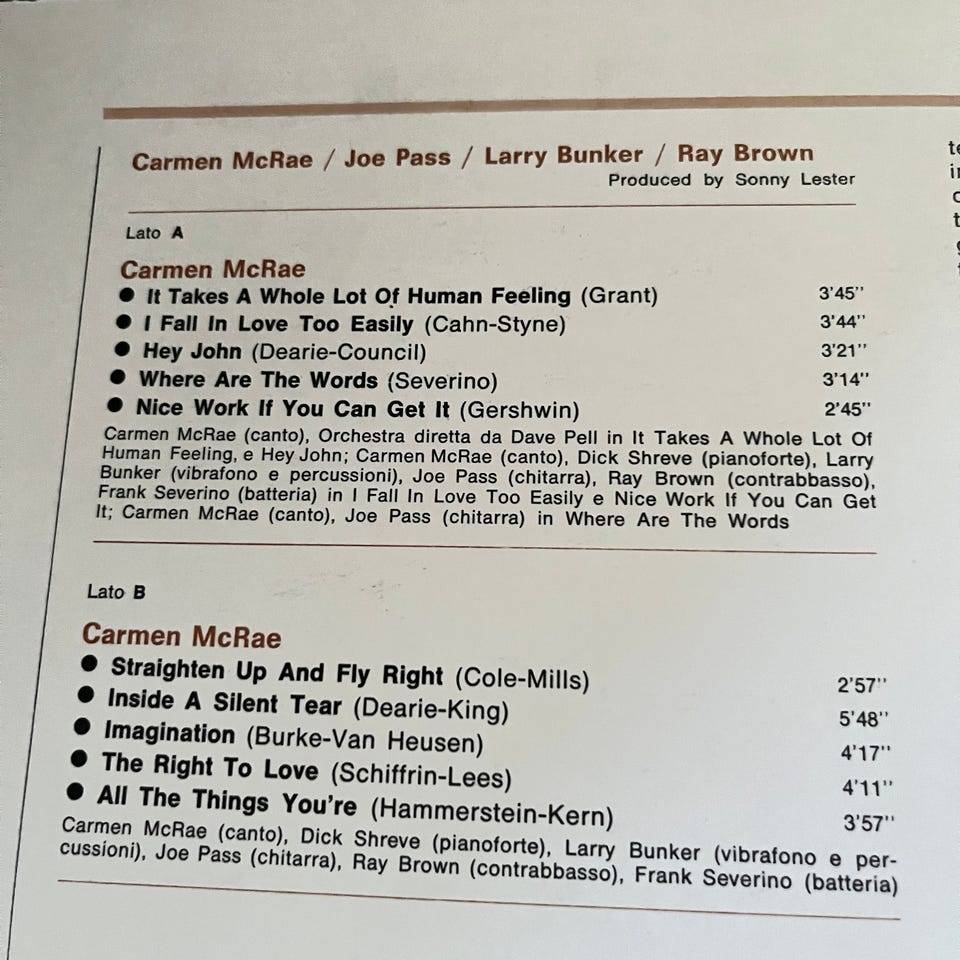 Carmen McRae / Joe Pass / Larry Bunker / Ray Brown
Produced by Sonny Lester
Lato A
Carmen McRae
● It Takes A Whole Lot Of Human Feeling (Grant) 3'45''
● I Fall In Love Too Easily (Cahn-Styne) 3'44''
● Hey John (Dearie-Council) 3'21''
● Where Are The Words (Severino) 3'14''
● Nice Work If You Can Get It (Gershwin) 2'45''
Carmen McRae (canto), Orchestra diretta da Dave Pell in It Takes A Whole Lot Of
Human Feeling, e Hey John; Carmen McRae (canto), Dick Shreve (pianoforte), Larry
Bunker (vibrafono e percussioni), Joe Pass (chitarra), Ray Brown (contrabbasso),
Frank Severino (batteria) in I Fall In Love Too Easily e Nice Work If You Can Get
It; Carmen McRae (canto), Joe Pass (chitarra) in Where Are The Words
Lato B
Carmen McRae
● Straighten Up And Fly Right (Cole-Mills) 2'57''
● Inside A Silent Tear (Dearie-King) 5'48''
● Imagination (Burke-Van Heusen) 4'17''
● The Right To Love (Schiffrin-Lees) 4'11''
● All The Things You're (Hammerstein-Kern) 3'57''
Carmen McRae (canto), Dick Shreve (pianoforte), Larry Bunker (vibrafono e per-
cussioni), Joe Pass (chitarra), Ray Brown (contrabbasso), Frank Severino (batteria)